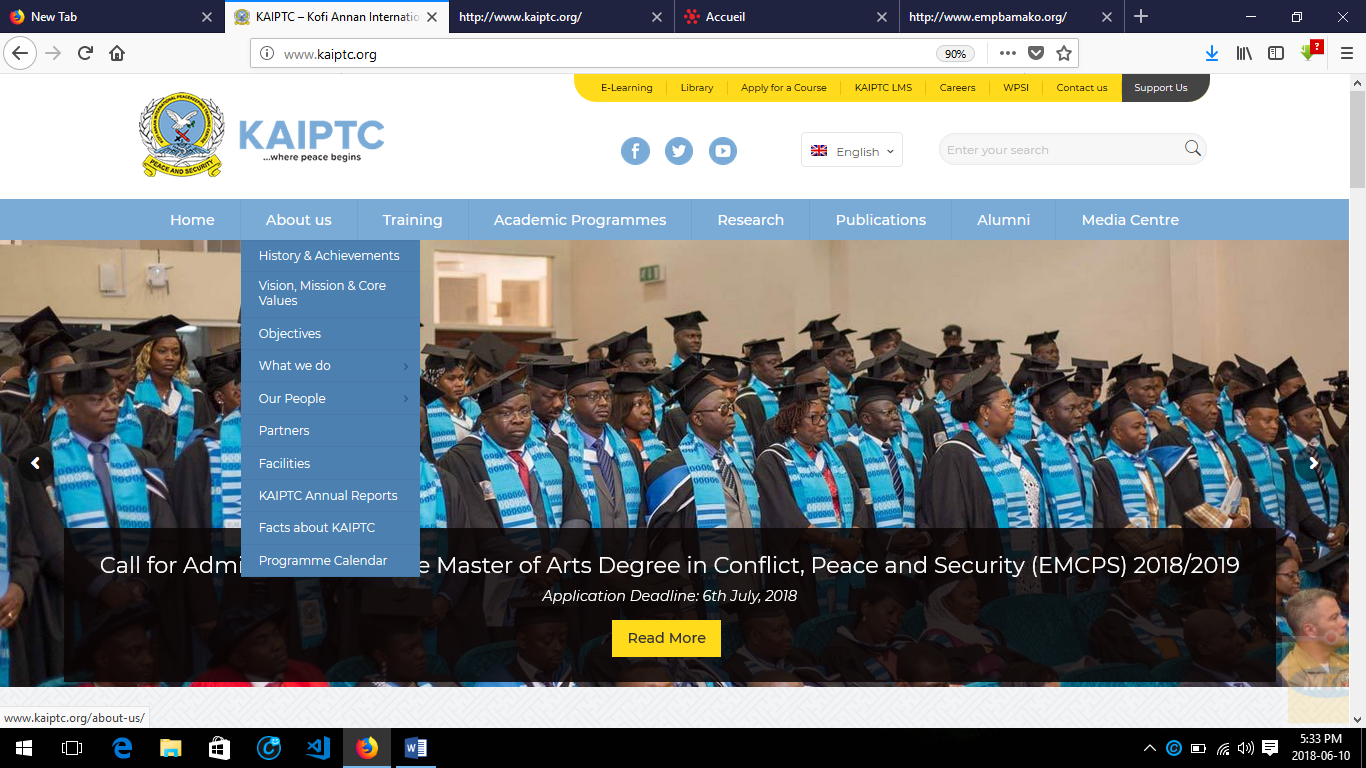 New Tab
KAIPTC – Kofi Annan Internatio
http://www.kaiptc.org/
Accueil
http://www.empbamako.org/
www.kaiptc.org
90%
?
E-Learning
Library
Apply for a Course
KAIPTC LMS
Careers
WPSI
Contact us
Support Us
PEACE AND SECURITY
KAIPTC
...where peace begins
English
Enter your search
Home
About us
Training
Academic Programmes
Research
Publications
Alumni
Media Centre
History & Achievements
Vision, Mission & Core
Values
Objectives
What we do
Our People
Partners
Facilities
KAIPTC Annual Reports
Facts about KAIPTC
Programme Calendar
Call for Admi
e Master of Arts Degree in Conflict, Peace and Security (EMCPS) 2018/2019
Application Deadline: 6th July, 2018
Read More
www.kaiptc.org/about-us/
5:33 PM
2018-06-10